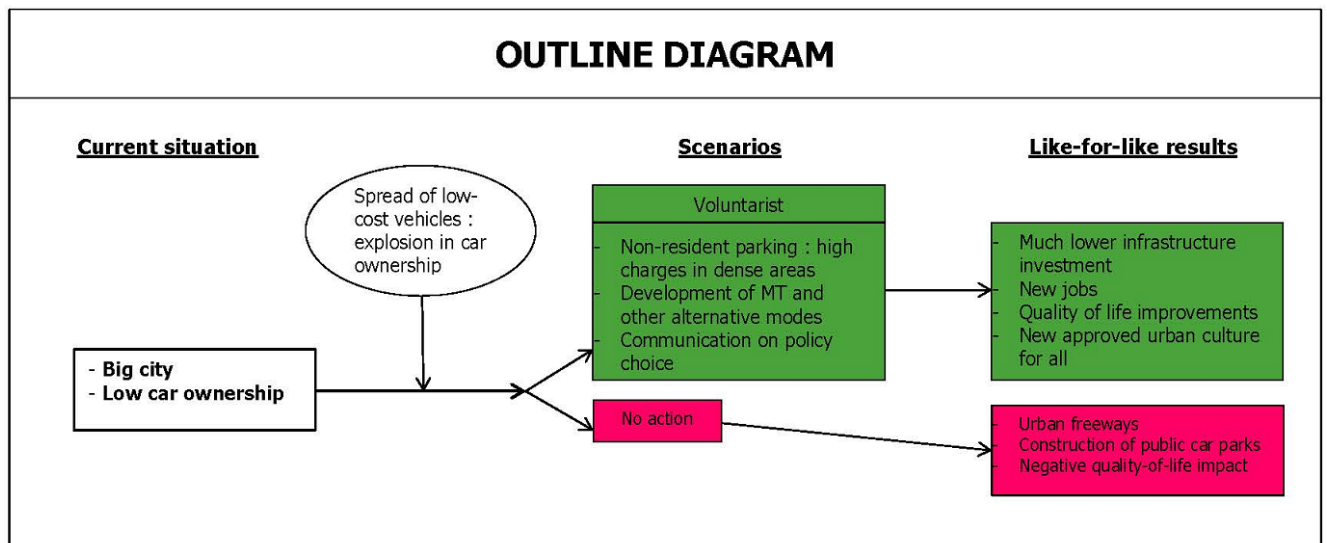 OUTLINE DIAGRAM
Current situation
Scenarios
Like-for-like results
Spread of low-
cost vehicles :
explosion in car
ownership
- Big city
- Low car ownership
Voluntarist
- Non-resident parking : high
charges in dense areas
- Development of MT and
other alternative modes
- Communication on policy
choice
- Much lower infrastructure
investment
- New jobs
- Quality of life improvements
- New approved urban culture
for all
No action
- Urban freeways
- Construction of public car parks
- Negative quality-of-life impact